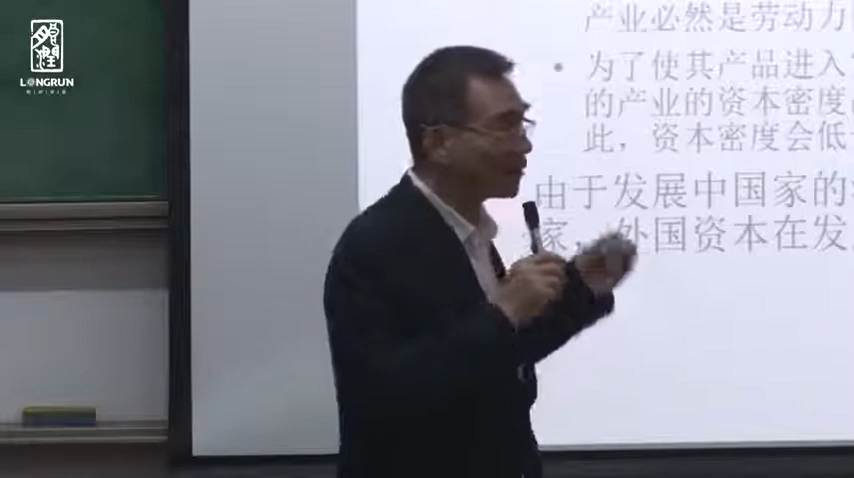 LONGRUN
产业必然是劳动力
• 为了使其产品进入
的产业的资本密度
此，资本密度会低
由于发展中国家的
家，外国资本在发